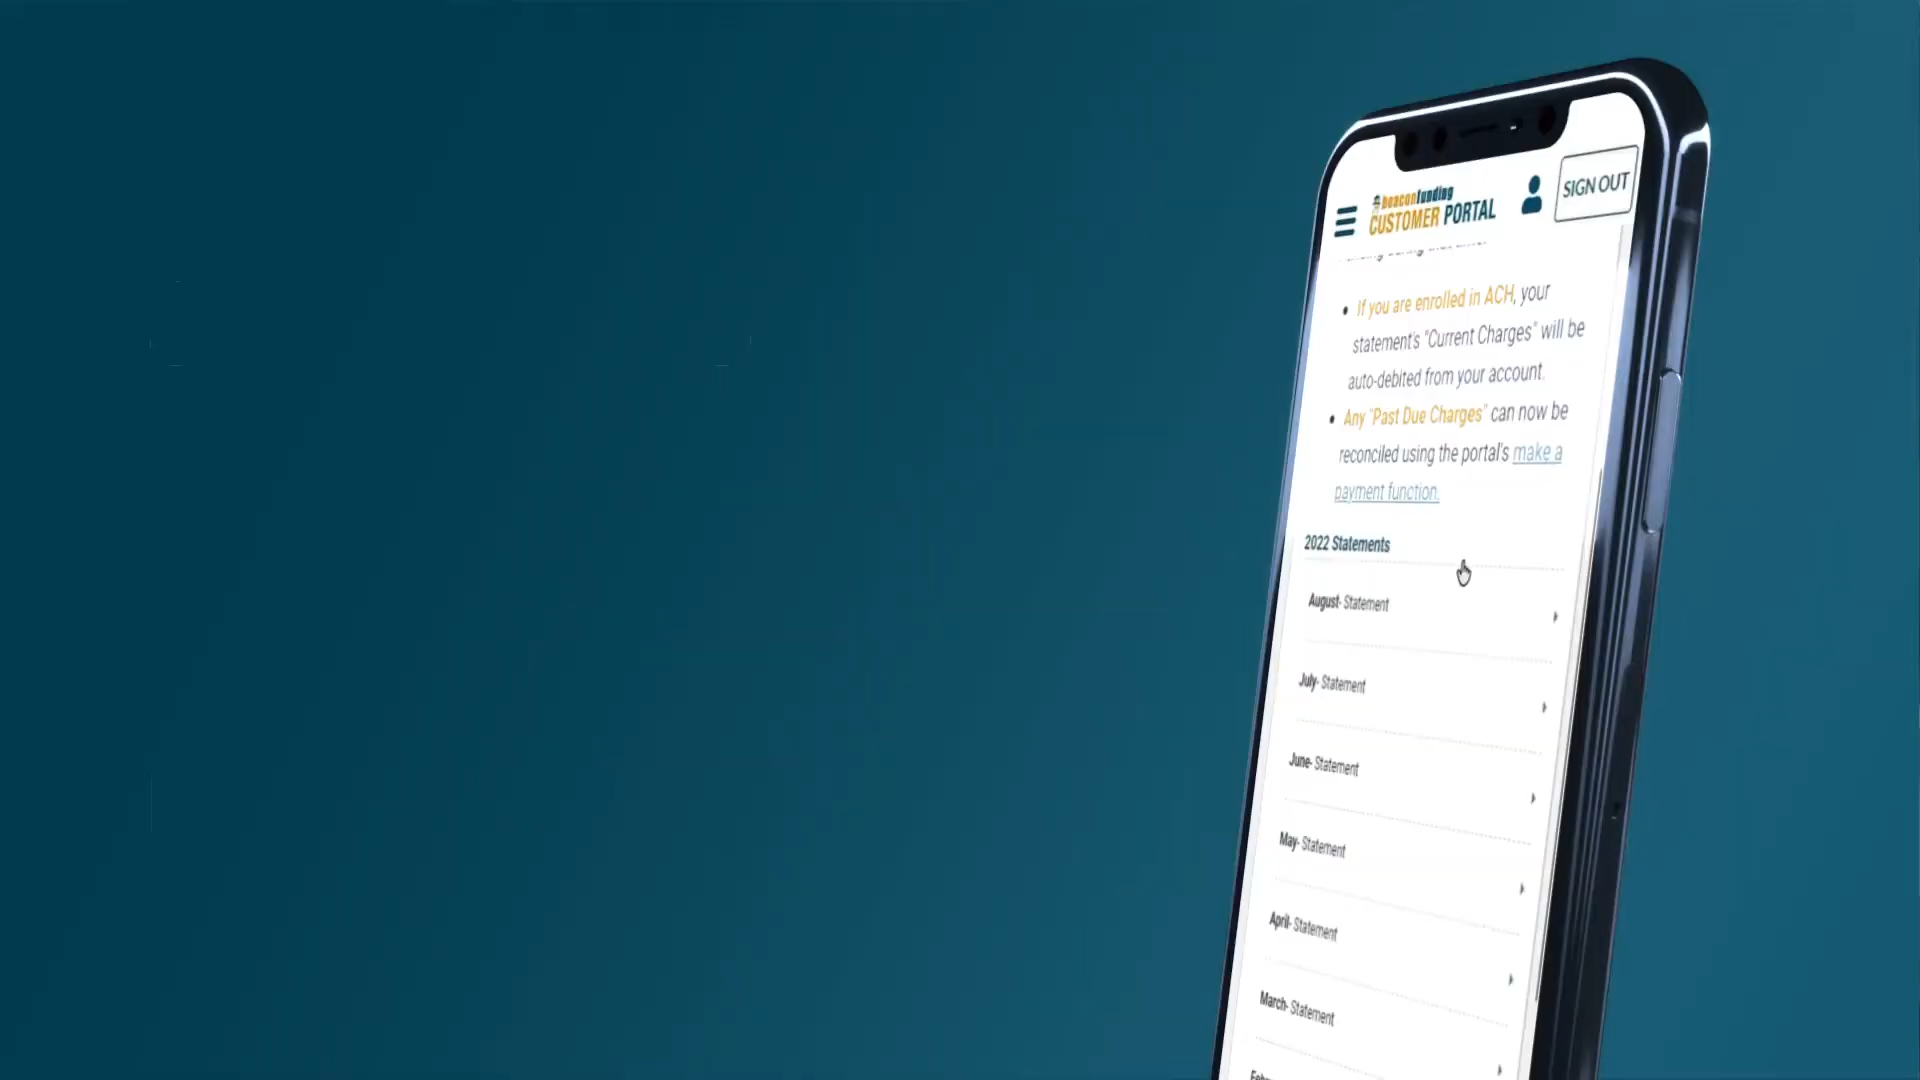 beaconfunding
CUSTOMER PORTAL
SIGN OUT
If you are enrolled in ACH, your
statement's "Current Charges" will be
auto-debited from your account.
Any "Past Due Charges" can now be
reconciled using the portal's make a
payment function.
2022 Statements
August- Statement
July- Statement
June- Statement
May- Statement
April- Statement
March- Statement